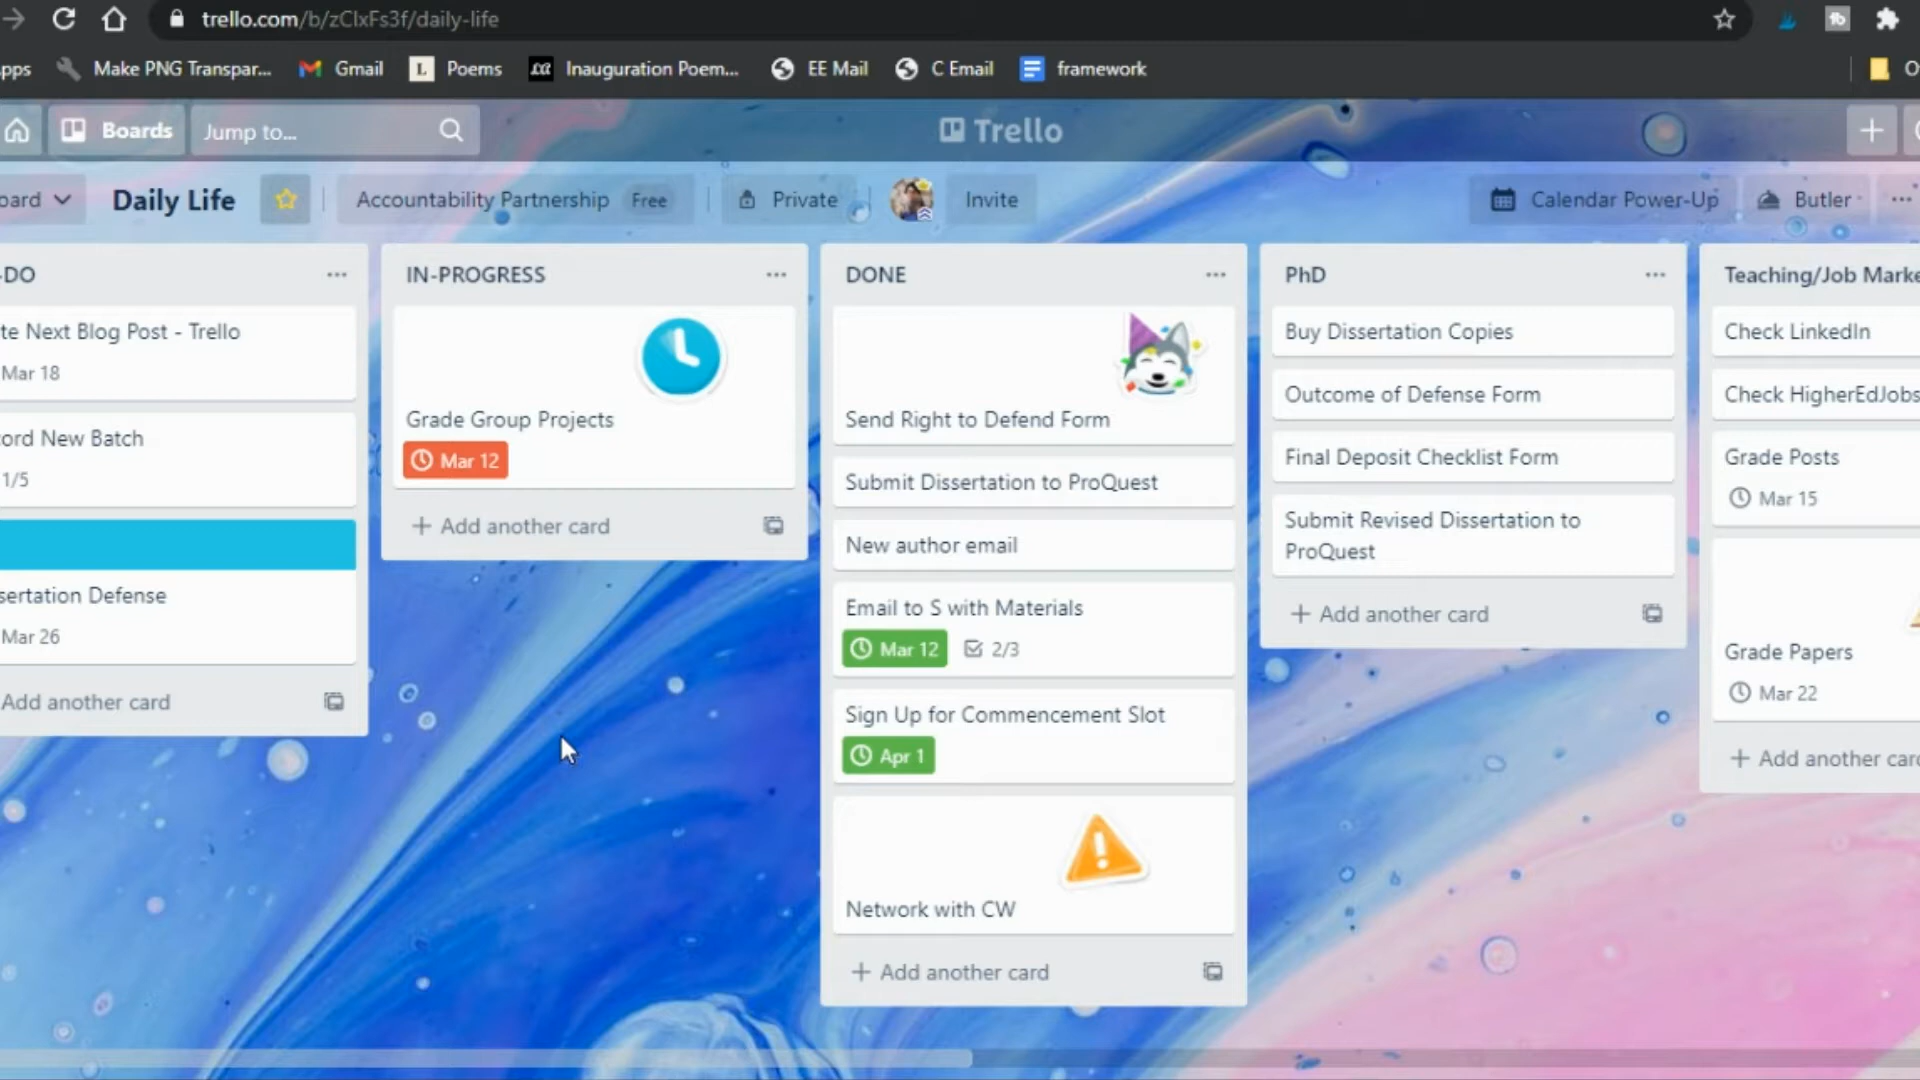 trello.com/b/zClxFs3f/daily-life
Make PNG Transpar...
Gmail
L
Poems
Inauguration Poem...
EE Mail
C Email
framework
Boards
Jump to...
Trello
Daily Life
Accountability Partnership
Free
Private
Invite
Calendar Power-Up
Butler
-DO
te Next Blog Post - Trello
Mar 18
ord New Batch
1/5
sertation Defense
Mar 26
Add another card
IN-PROGRESS
Grade Group Projects
Mar 12
+ Add another card
DONE
Send Right to Defend Form
Submit Dissertation to ProQuest
New author email
Email to S with Materials
Mar 12
2/3
Sign Up for Commencement Slot
Apr 1
Network with CW
+ Add another card
PhD
Buy Dissertation Copies
Outcome of Defense Form
Final Deposit Checklist Form
Submit Revised Dissertation to
ProQuest
+ Add another card
Teaching/Job Marke
Check LinkedIn
Check HigherEdJobs
Grade Posts
Mar 15
Grade Papers
Mar 22
+ Add another card